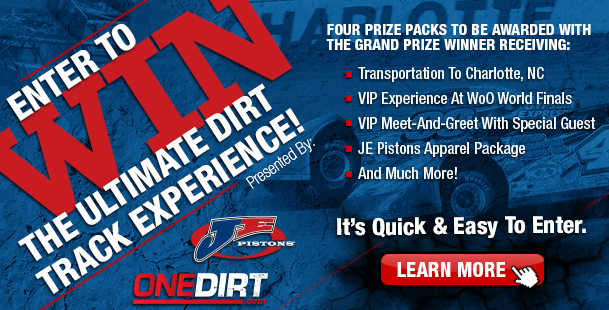 ENTER TO
WIN
THE ULTIMATE DIRT
TRACK EXPERIENCE!
Presented By:
JE
PISTONS
ONEDIRT
.com
CHARLOTTE
FOUR PRIZE PACKS TO BE AWARDED WITH
THE GRAND PRIZE WINNER RECEIVING:
Transportation To Charlotte, NC
VIP Experience At WoO World Finals
VIP Meet-And-Greet With Special Guest
JE Pistons Apparel Package
And Much More!
It's Quick & Easy To Enter.
LEARN MORE